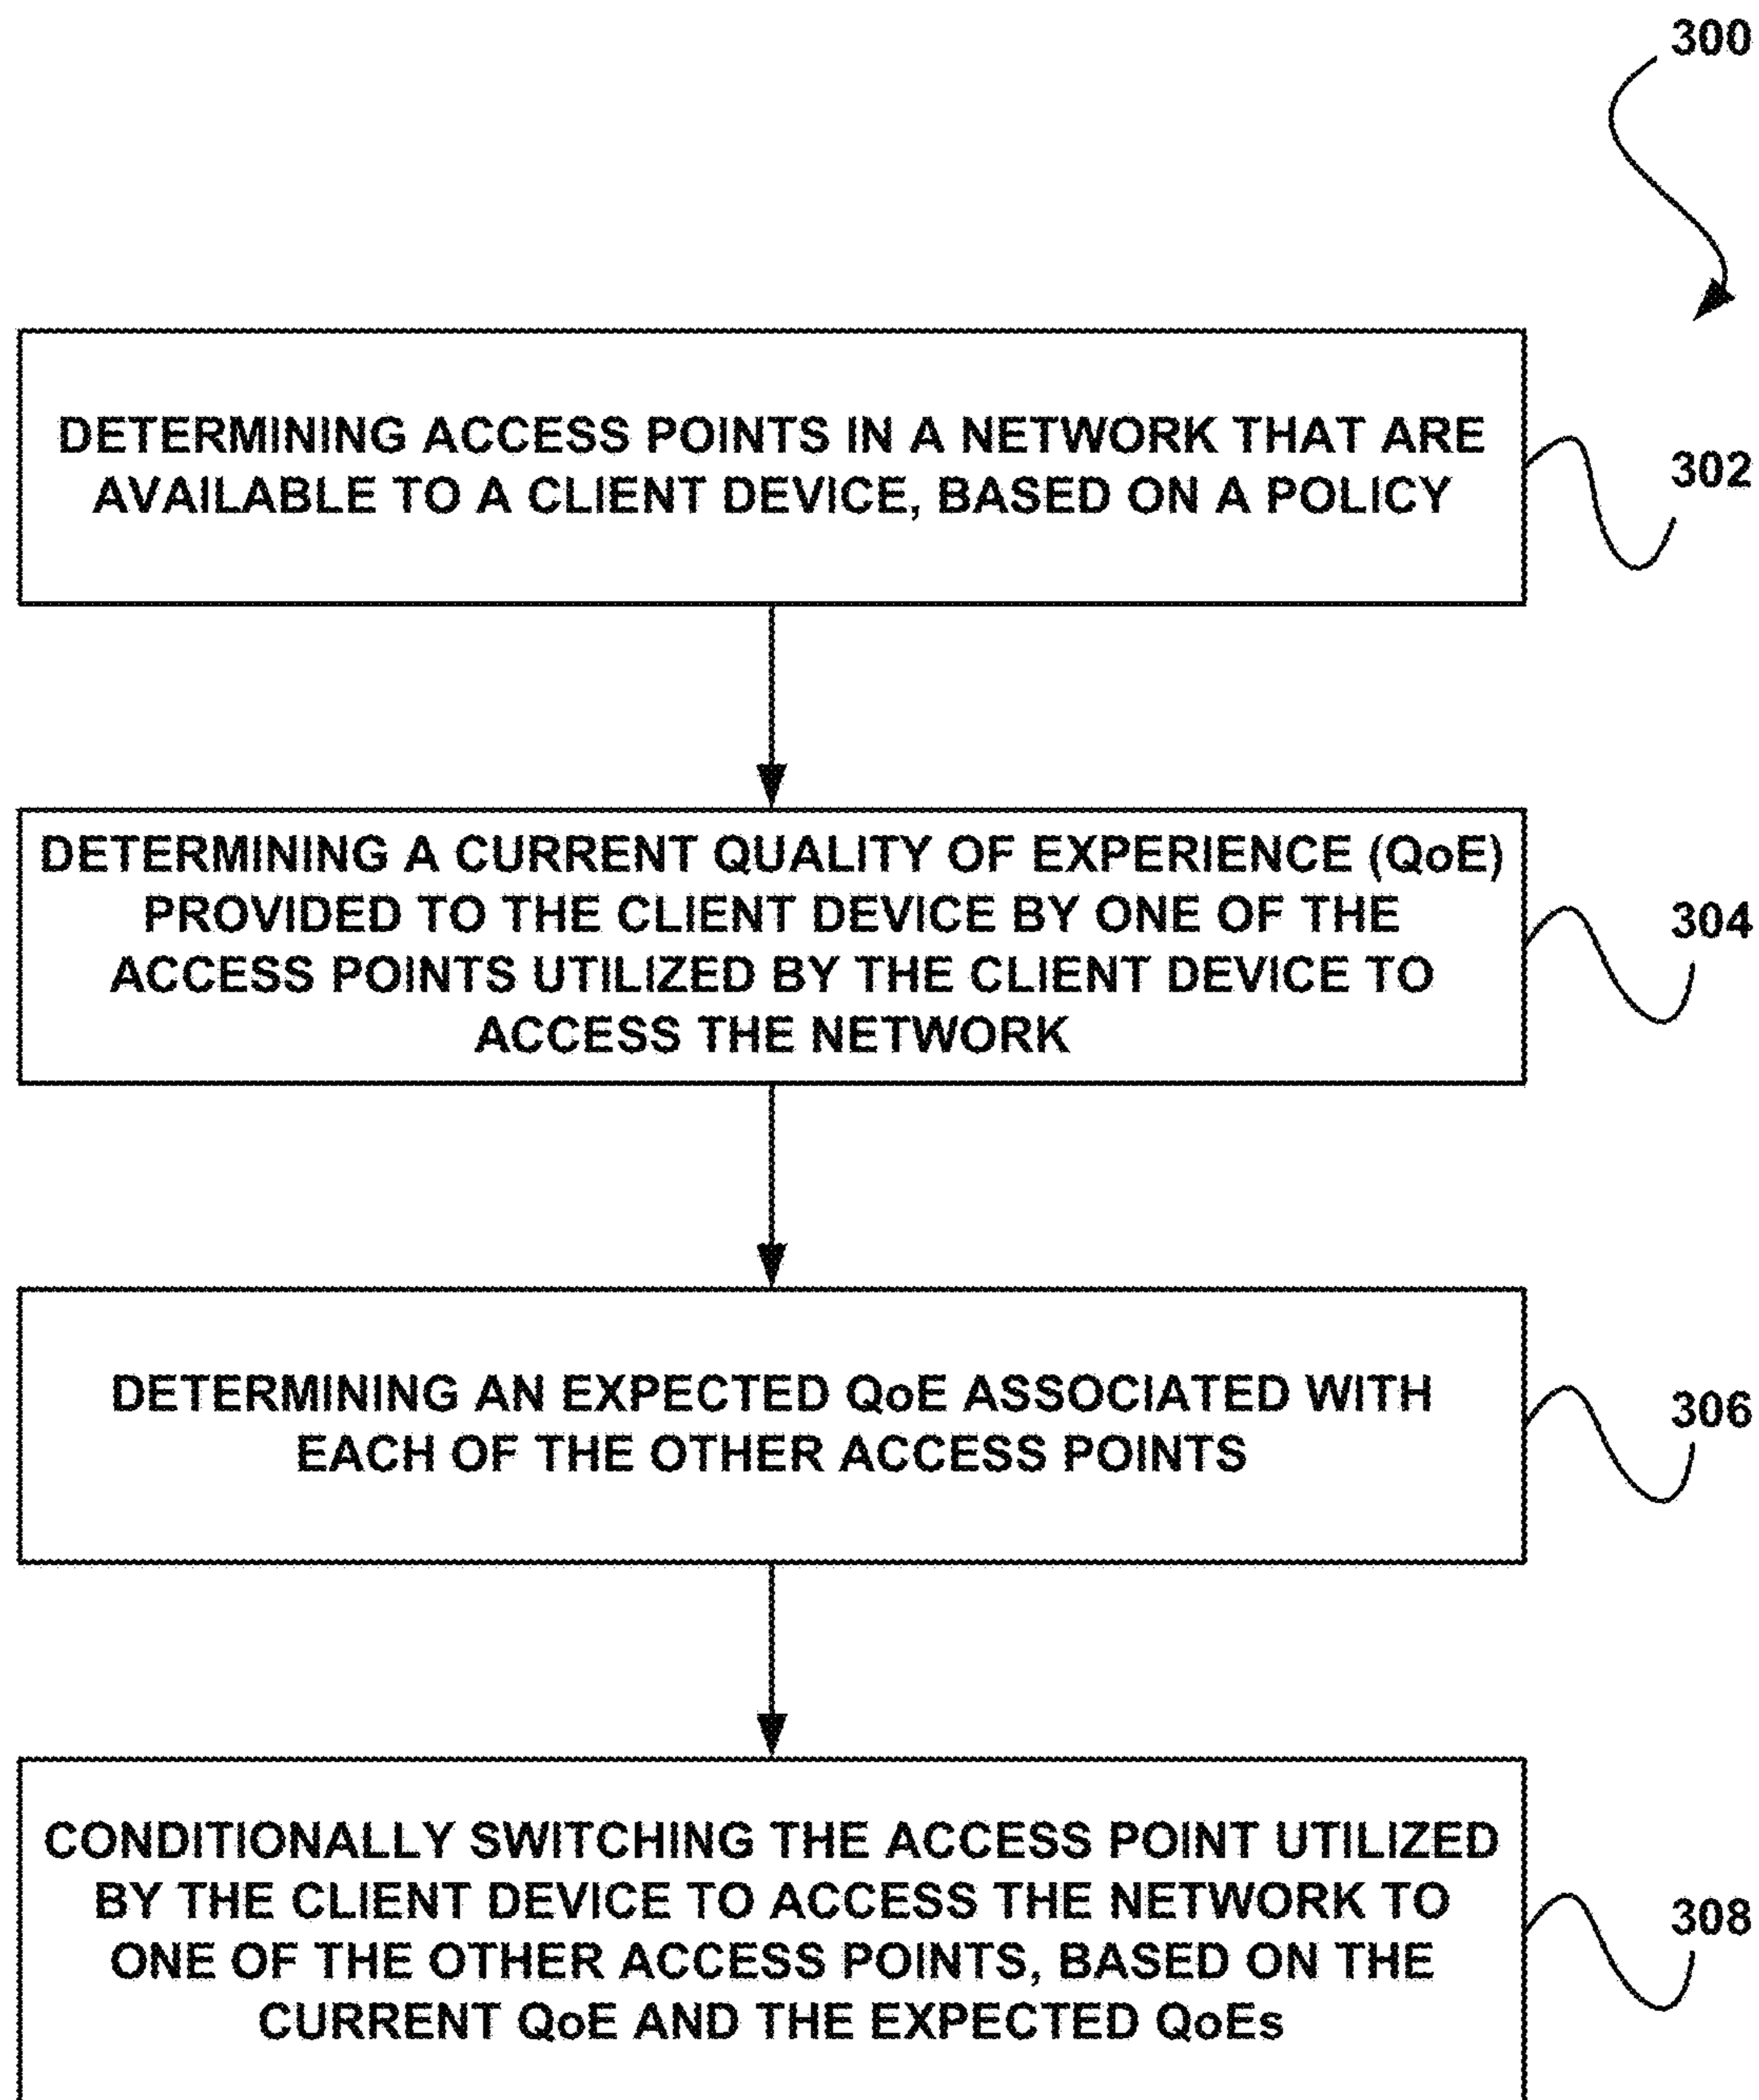 300
DETERMINING ACCESS POINTS IN A NETWORK THAT ARE
AVAILABLE TO A CLIENT DEVICE, BASED ON A POLICY
302
DETERMINING A CURRENT QUALITY OF EXPERIENCE (QoE)
PROVIDED TO THE CLIENT DEVICE BY ONE OF THE
ACCESS POINTS UTILIZED BY THE CLIENT DEVICE TO
ACCESS THE NETWORK
304
DETERMINING AN EXPECTED QoE ASSOCIATED WITH
EACH OF THE OTHER ACCESS POINTS
306
CONDITIONALLY SWITCHING THE ACCESS POINT UTILIZED
BY THE CLIENT DEVICE TO ACCESS THE NETWORK TO
ONE OF THE OTHER ACCESS POINTS, BASED ON THE
CURRENT QoE AND THE EXPECTED QoEs
308